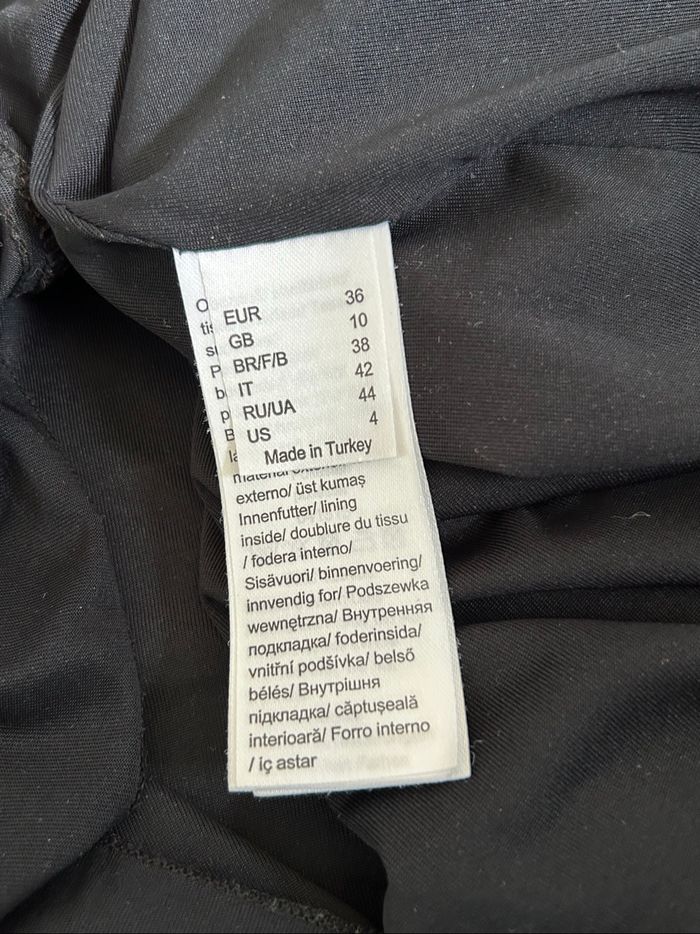 EUR 36
GB 10
BR/F/B 38
IT 42
RU/UA 44
US 4
Made in Turkey
externo/ üst kumaş
Innenfutter/ lining
inside/ doublure du tissu
/ fodera interno/
Sisävuori/ binnenvoering/
innvendig for/ Podszewka
wewnętrzna/ Внутренняя
подкладка/ foderinsida/
vnitřní podšívka/ belső
bélés/ Внутрішня
підкладка/ căptușeală
interioară/ Forro interno
/ iç astar